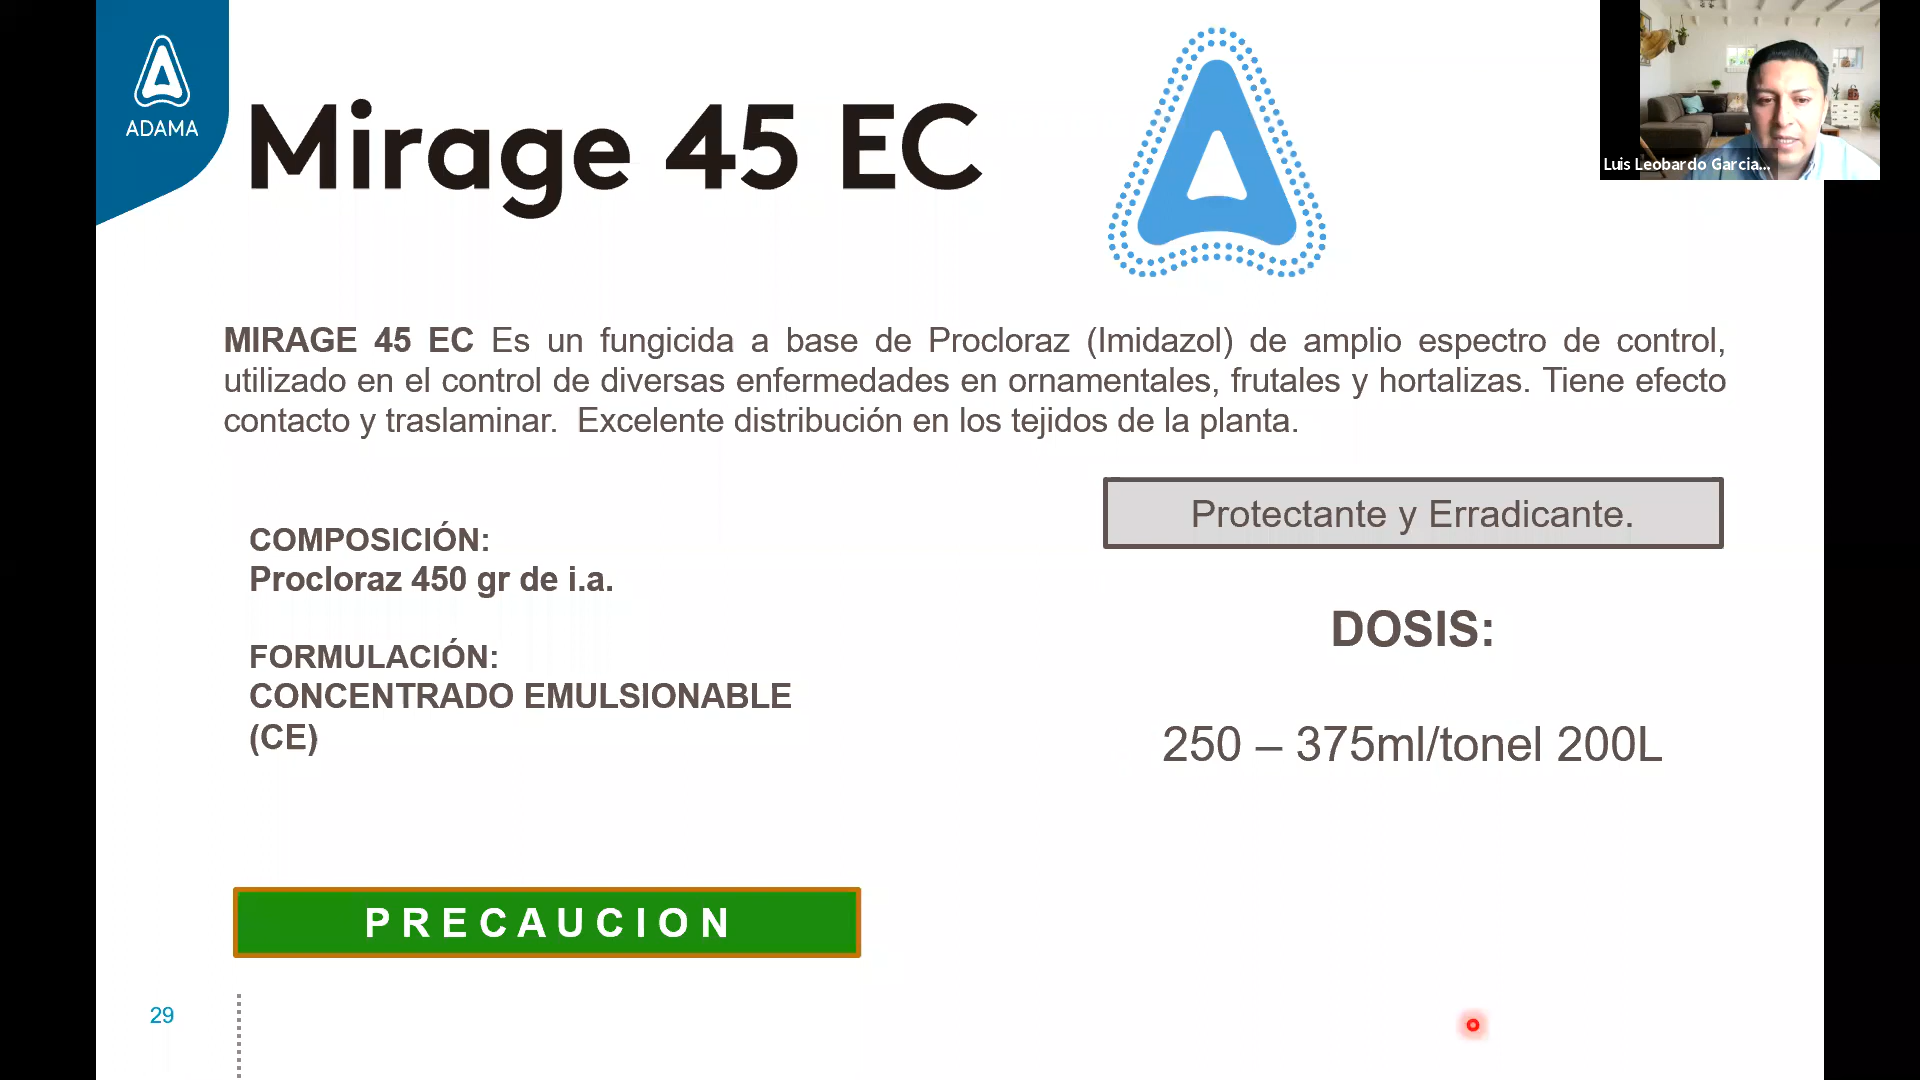 ADAMA
Mirage 45 EC
Luis Leobardo Garcia...
MIRAGE 45 EC Es un fungicida a base de Procloraz (Imidazol) de amplio espectro de control,
utilizado en el control de diversas enfermedades en ornamentales, frutales y hortalizas. Tiene efecto
contacto y traslaminar. Excelente distribución en los tejidos de la planta.
COMPOSICIÓN:
Procloraz 450 gr de i.a.
FORMULACIÓN:
CONCENTRADO EMULSIONABLE
(CE)
Protectante y Erradicante.
DOSIS:
250 – 375ml/tonel 200L
PRECAUCION
29